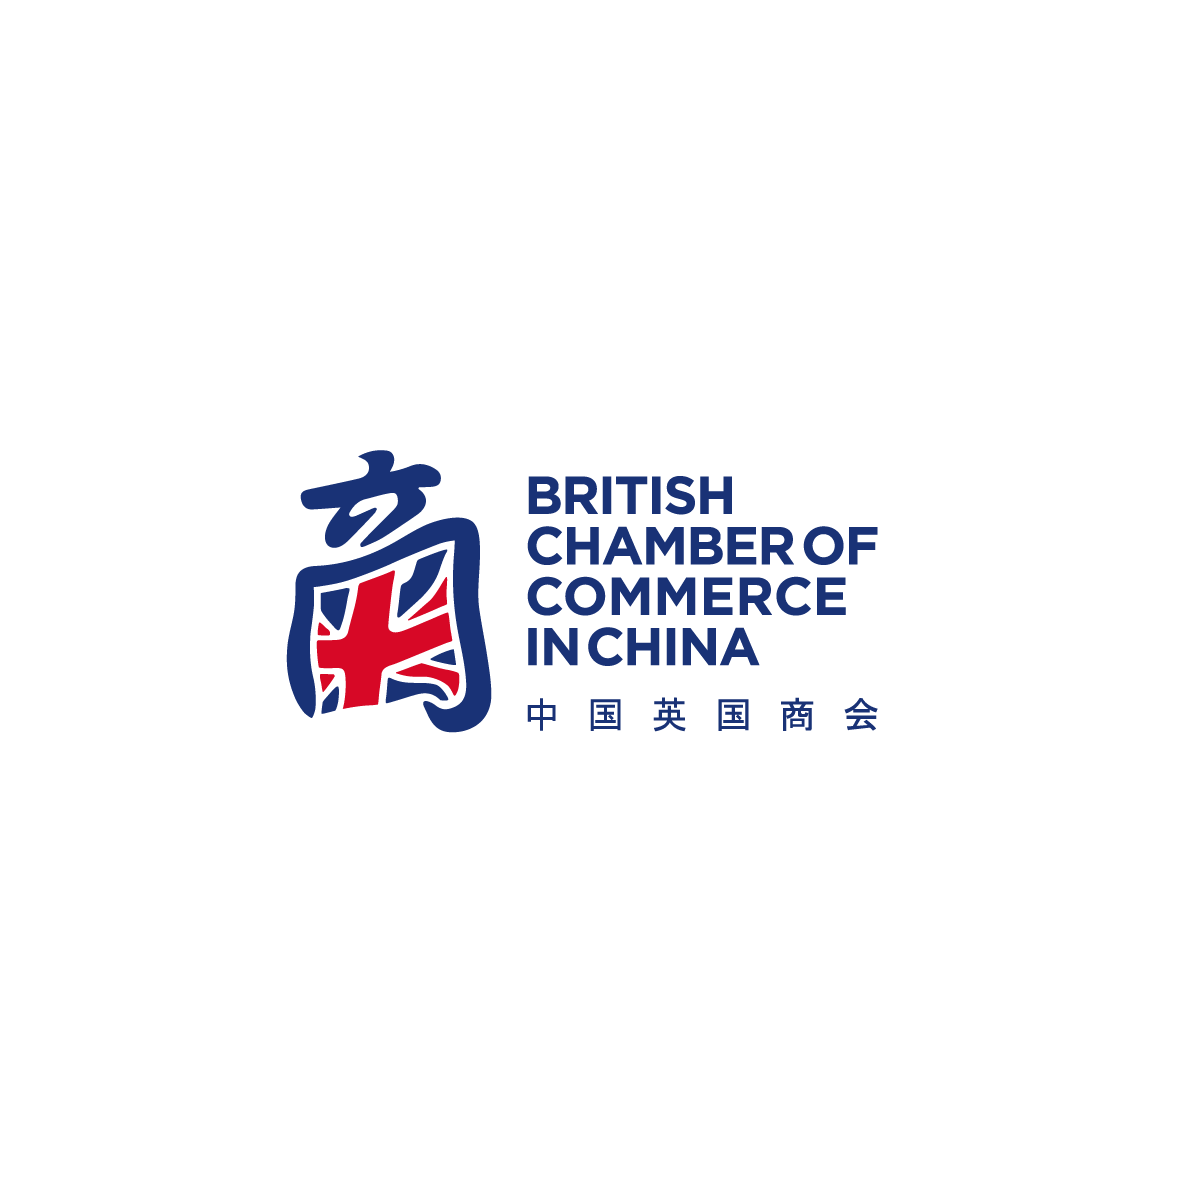 商
BRITISH
CHAMBER OF
COMMERCE
IN CHINA
中国英国商会